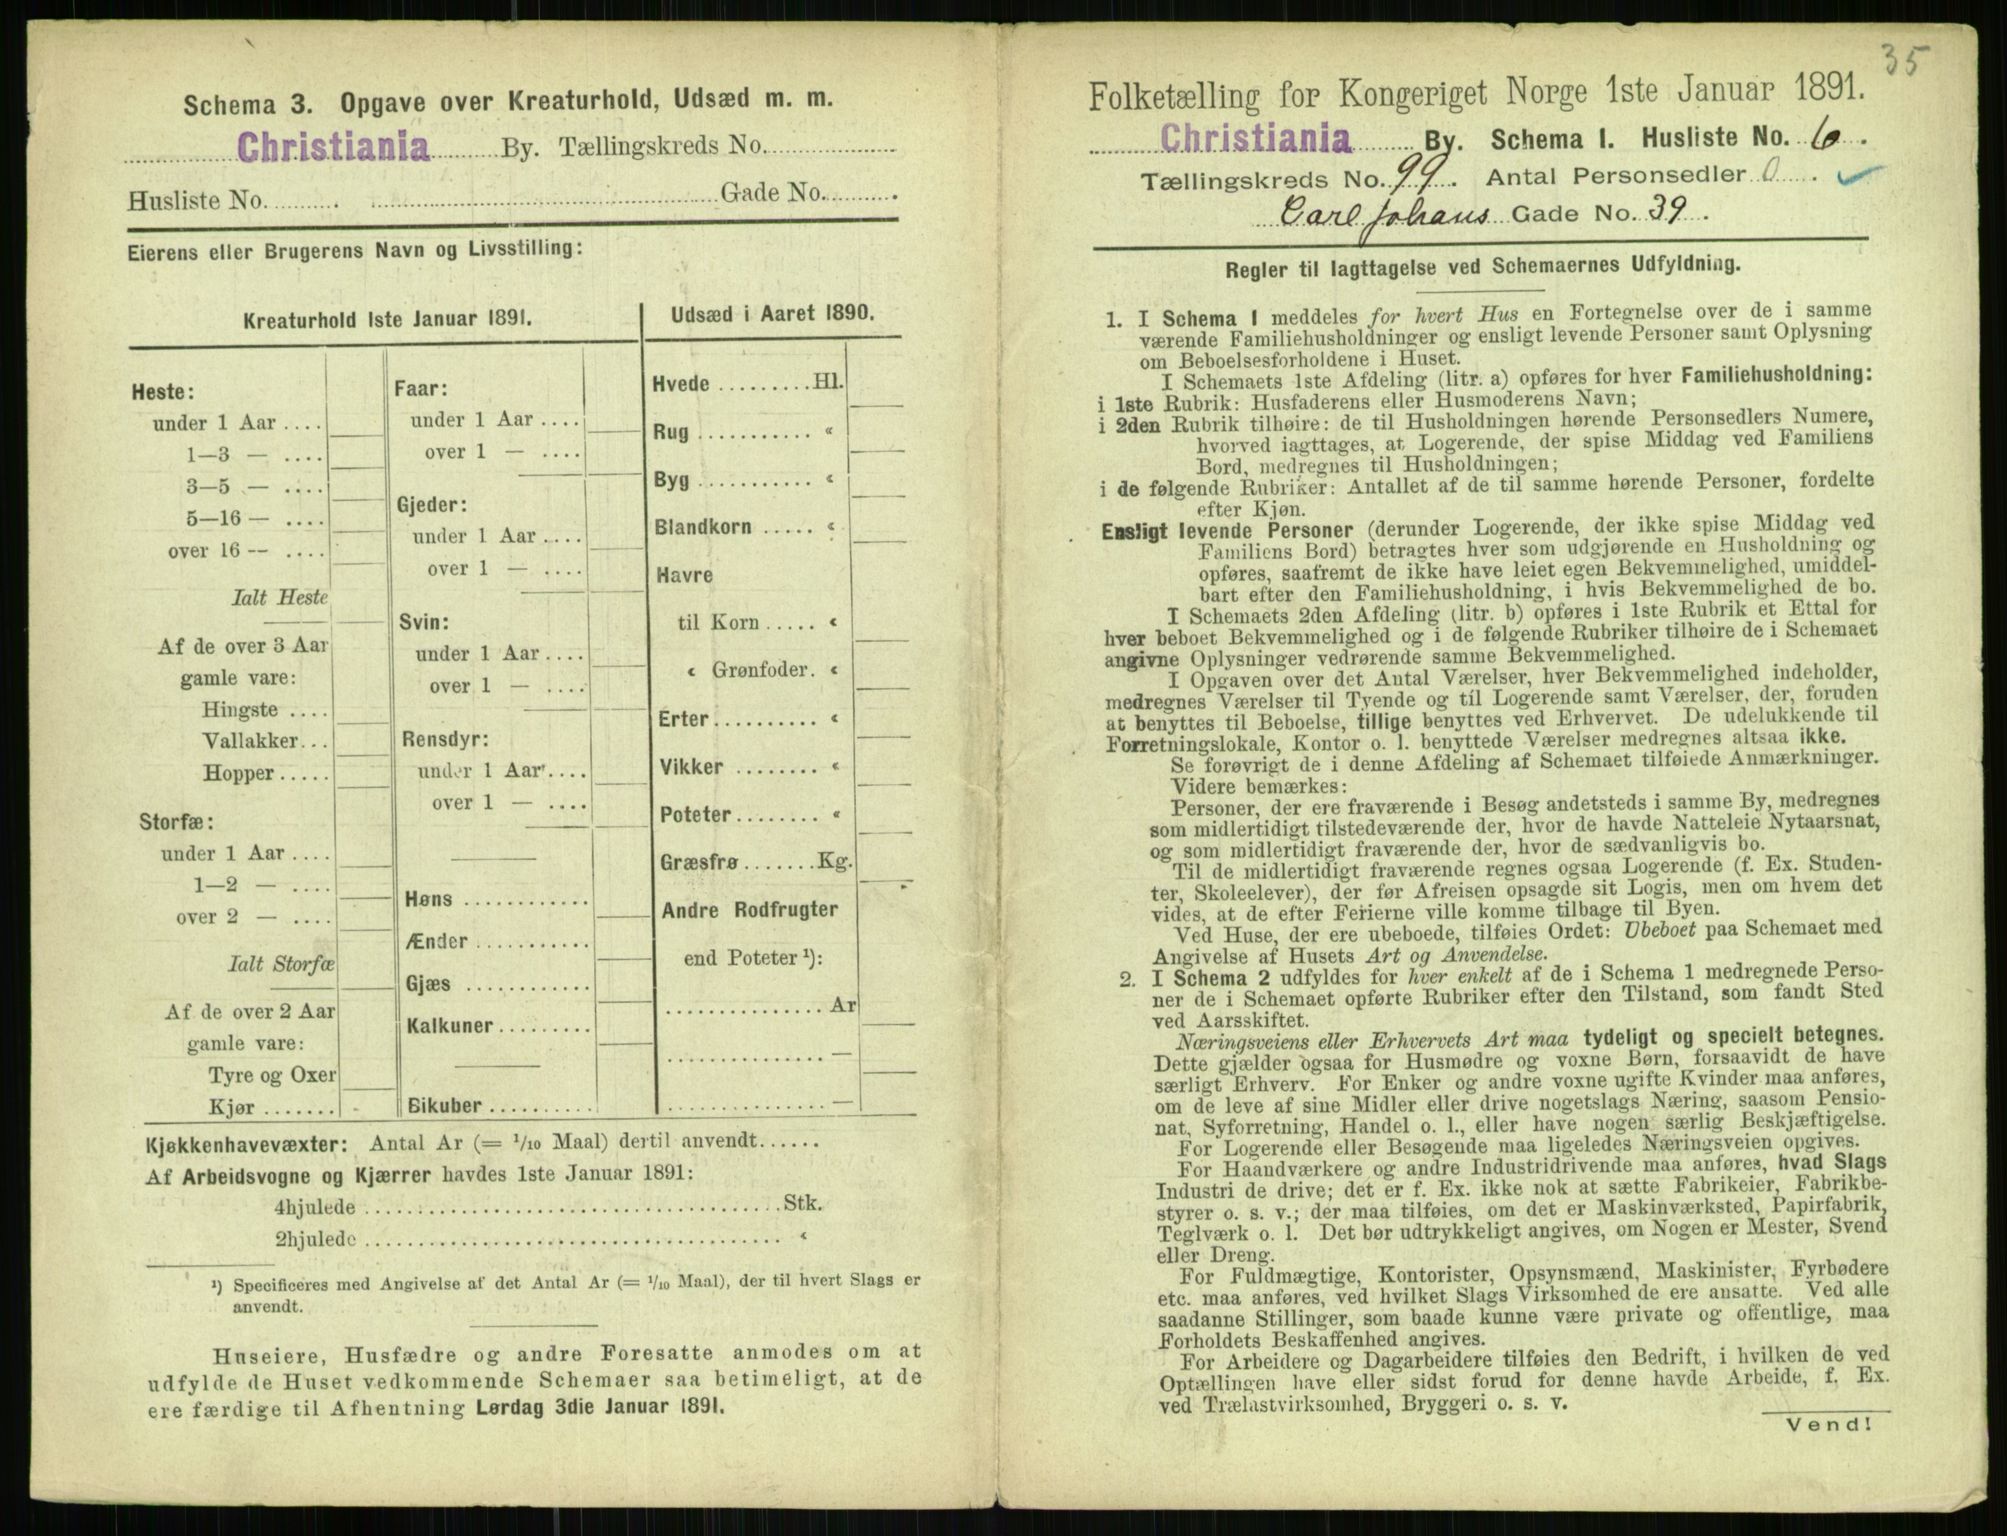 Schema 3. Opgave over Kreaturhold, Udsæd m. m.
Christiania By. Tællingskreds No.
Husliste No. Gade No.
Eierens eller Brugerens Navn og Livsstilling:
Kreaturhold 1ste Januar 1891.
Heste:
under 1 Aar ....
1—3 — ....
3—5 — ....
5—16 — ....
over 16 — ....
Ialt Heste
Af de over 3 Aar
gamle vare:
Hingste ....
Vallakker...
Hopper.....
Storfæ:
under 1 Aar ....
1—2 — ....
over 2 — ....
Ialt Storfæ
Af de over 2 Aar
gamle vare:
Tyre og Oxer
Kjør .......
Faar:
under 1 Aar ....
over 1 — ....
Gjeder:
under 1 Aar ....
over 1 — ....
Svin:
under 1 Aar ....
over 1 — ....
Rensdyr:
under 1 Aar ....
over 1 — ....
Høns ............
Ænder ...........
Gjæs ............
Kalkuner.........
Bikuber ..........
Udsæd i Aaret 1890.
Hvede .........Hl.
Rug ........... «
Byg ........... «
Blandkorn ..... «
Havre
til Korn ..... «
« Grønfoder. «
Erter .......... «
Vikker ........ «
Poteter........ «
Græsfrø .......Kg.
Andre Rodfrugter
end Poteter ¹):
............... Ar
............... —
............... —
Kjøkkenhavevæxter: Antal Ar (= 1/10 Maal) dertil anvendt......
Af Arbeidsvogne og Kjærrer havdes 1ste Januar 1891:
4hjulede ........................................Stk.
2hjulede ........................................ «
¹) Specificeres med Angivelse af det Antal Ar (= 1/10 Maal), der til hvert Slags er
anvendt.
Huseiere, Husfædre og andre Foresatte anmodes om at
udfylde de Huset vedkommende Schemaer saa betimeligt, at de
ere færdige til Afhentning Lørdag 3die Januar 1891.
35
Folketælling for Kongeriget Norge 1ste Januar 1891.
Christiania By. Schema 1. Husliste No. 6.
Tællingskreds No. 99. Antal Personsedler 0.
Carl Johans Gade No. 39.
Regler til Iagttagelse ved Schemaernes Udfyldning.
1. I Schema 1 meddeles for hvert Hus en Fortegnelse over de i samme
værende Familiehusholdninger og ensligt levende Personer samt Oplysning
om Beboelsesforholdene i Huset.
I Schemaets 1ste Afdeling (litr. a) opføres for hver Familiehusholdning:
i 1ste Rubrik: Husfaderens eller Husmoderens Navn;
i 2den Rubrik tilhøire: de til Husholdningen hørende Personsedlers Numere,
hvorved iagttages, at Logerende, der spise Middag ved Familiens
Bord, medregnes til Husholdningen;
i de følgende Rubriker: Antallet af de til samme hørende Personer, fordelte
efter Kjøn.
Ensligt levende Personer (derunder Logerende, der ikke spise Middag ved
Familiens Bord) betragtes hver som udgjørende en Husholdning og
opføres, saafremt de ikke have leiet egen Bekvemmelighed, umiddel-
bart efter den Familiehusholdning, i hvis Bekvemmelighed de bo.
I Schemaets 2den Afdeling (litr. b) opføres i 1ste Rubrik et Ettal for
hver beboet Bekvemmelighed og i de følgende Rubriker tilhøire de i Schemaet
angivne Oplysninger vedrørende samme Bekvemmelighed.
I Opgaven over det Antal Værelser, hver Bekvemmelighed indeholder,
medregnes Værelser til Tyende og til Logerende samt Værelser, der, foruden
at benyttes til Beboelse, tillige benyttes ved Erhvervet. De udelukkende til
Forretningslokale, Kontor o. l. benyttede Værelser medregnes altsaa ikke.
Se forøvrigt de i denne Afdeling af Schemaet tilføiede Anmærkninger.
Videre bemærkes:
Personer, der ere fraværende i Besøg andetsteds i samme By, medregnes
som midlertidigt tilstedeværende der, hvor de havde Natteleie Nytaarsnat,
og som midlertidigt fraværende der, hvor de sædvanligvis bo.
Til de midlertidigt fraværende regnes ogsaa Logerende (f. Ex. Studen-
ter, Skoleelever), der før Afreisen opsagde sit Logis, men om hvem det
vides, at de efter Ferierne ville komme tilbage til Byen.
Ved Huse, der ere ubeboede, tilføies Ordet: Ubeboet paa Schemaet med
Angivelse af Husets Art og Anvendelse.
2. I Schema 2 udfyldes for hver enkelt af de i Schema 1 medregnede Perso-
ner de i Schemaet opførte Rubriker efter den Tilstand, som fandt Sted
ved Aarsskiftet.
Næringsveiens eller Erhvervets Art maa tydeligt og specielt betegnes.
Dette gjælder ogsaa for Husmødre og voxne Børn, forsaavidt de have
særligt Erhverv. For Enker og andre voxne ugifte Kvinder maa anføres,
om de leve af sine Midler eller drive nogetslags Næring, saasom Pensio-
nat, Syforretning, Handel o. l., eller have nogen særlig Beskjæftigelse.
For Logerende eller Besøgende maa ligeledes Næringsveien opgives.
For Haandværkere og andre Industridrivende maa anføres, hvad Slags
Industri de drive; det er f. Ex. ikke nok at sætte Fabrikeier, Fabrikbe-
styrer o. s. v.; der maa tilføies, om det er Maskinværksted, Papirfabrik,
Teglværk o. l. Det bør udtrykkeligt angives, om Nogen er Mester, Svend
eller Dreng.
For Fuldmægtige, Kontorister, Opsynsmænd, Maskinister, Fyrbødere
etc. maa anføres, ved hvilket Slags Virksomhed de ere ansatte. Ved alle
saadanne Stillinger, som baade kunne være private og offentlige, maa
Forholdets Beskaffenhed angives.
For Arbeidere og Dagarbeidere tilføies den Bedrift, i hvilken de ved
Optællingen have eller sidst forud for denne havde Arbeide, f. Ex.
ved Trælastvirksomhed, Bryggeri o. s. v.
Vend!